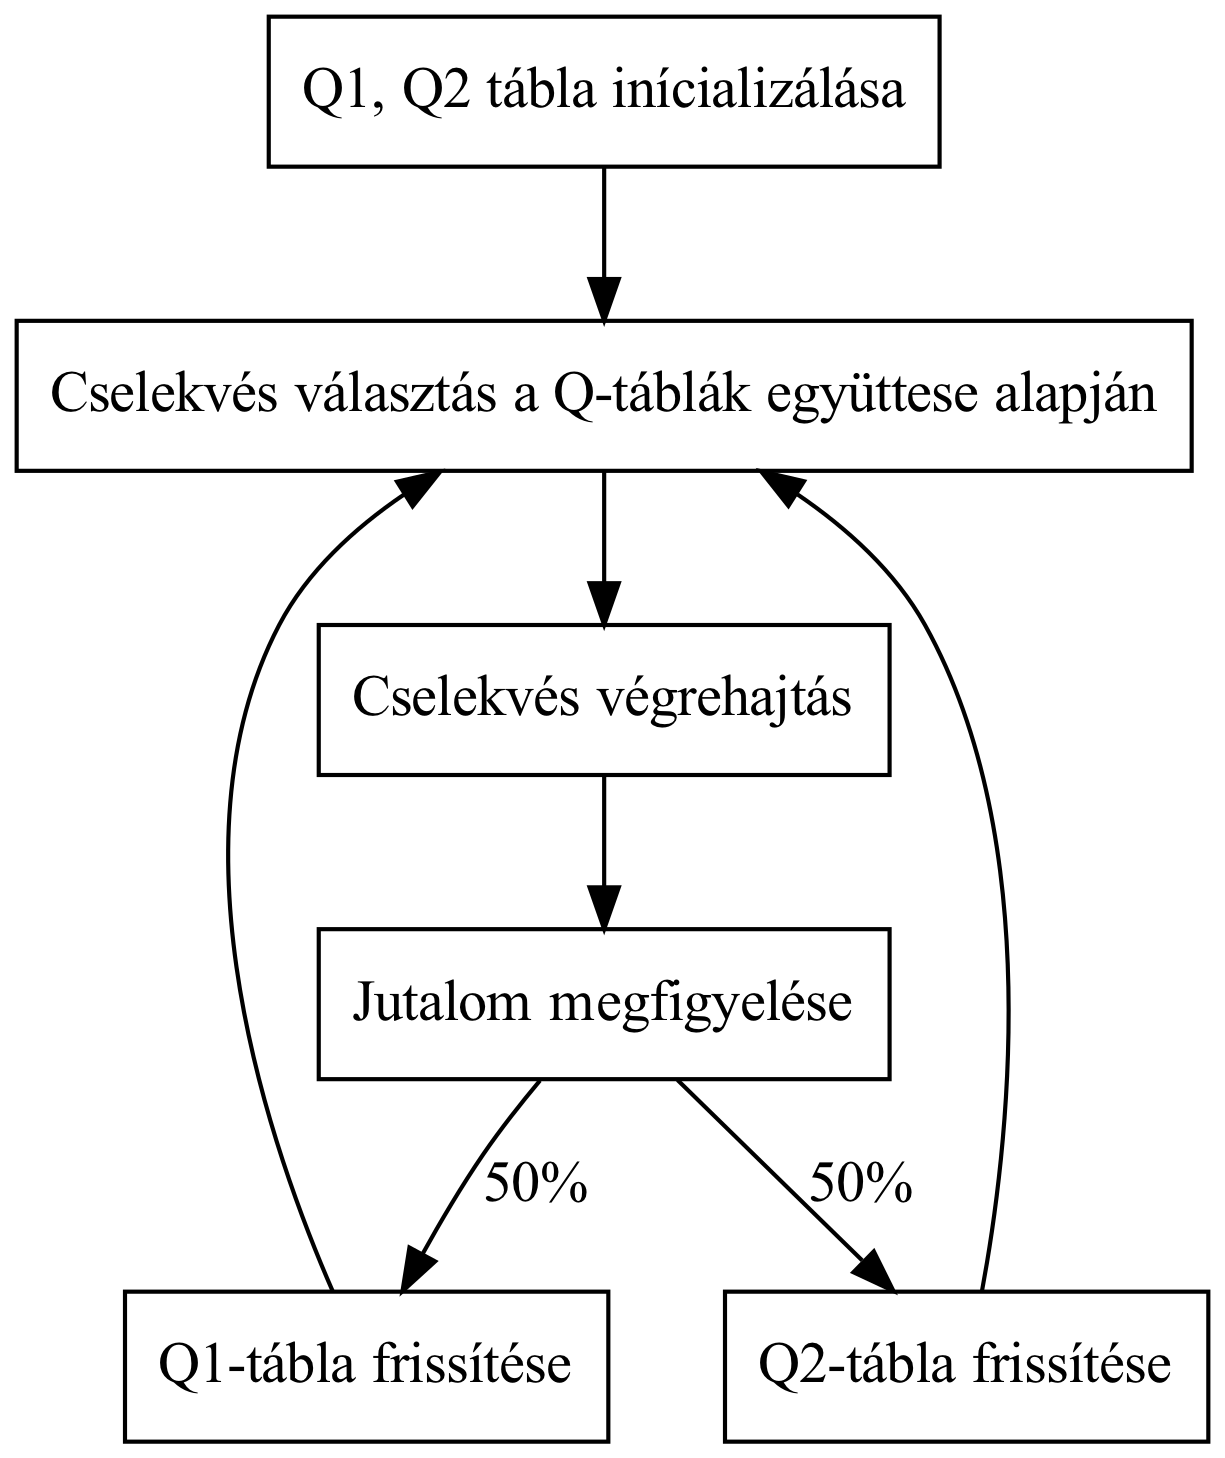 Q1, Q2 tábla inícializálása
Cselekvés választás a Q-táblák együttese alapján
Cselekvés végrehajtás
Jutalom megfigyelése
50%
50%
Q1-tábla frissítése
Q2-tábla frissítése